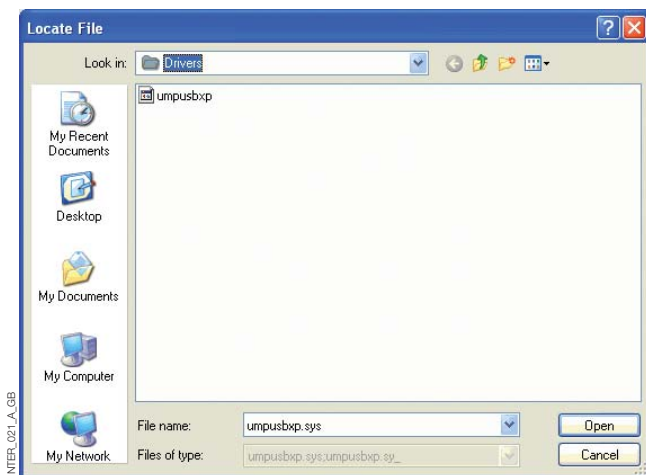 Locate File
Look in:
Drivers
umpusbxp
My Recent
Documents
Desktop
My Documents
My Computer
My Network
File name:
umpusbxp.sys
Open
Files of type:
umpusbxp.sys;umpusbxp.sy_
Cancel
NTER_021_A_GB